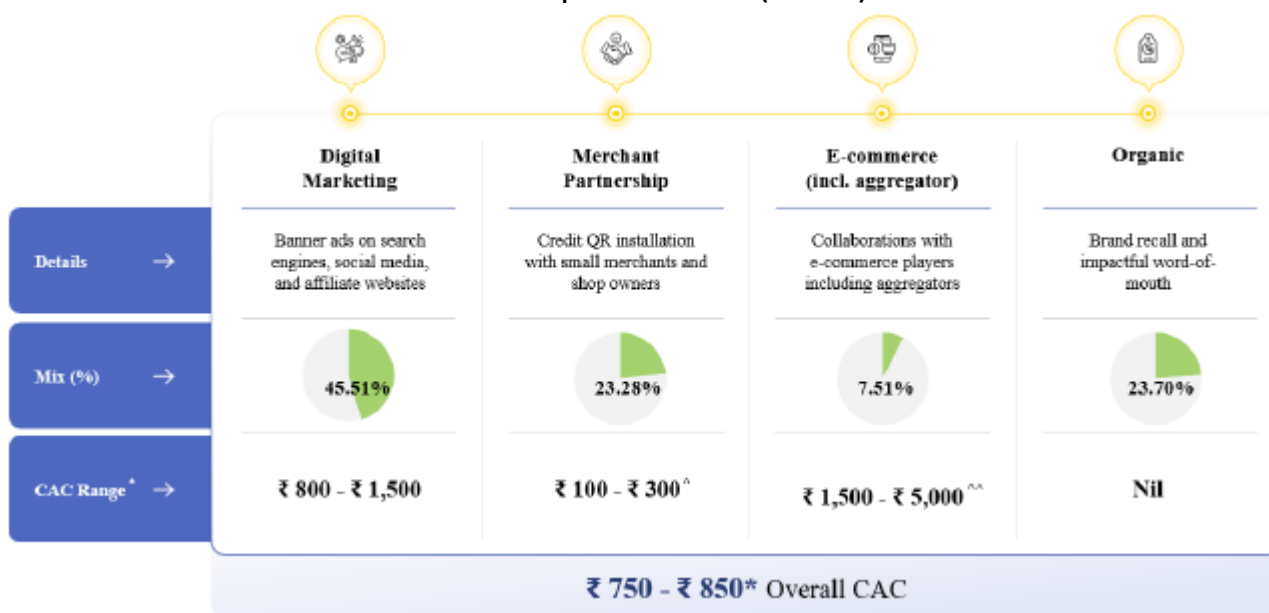 Digital
Marketing
Merchant
Partnership
E-commerce
(incl. aggregator)
Organic
Details →
Banner ads on search
engines, social media,
and affiliate websites
Credit QR installation
with small merchants and
shop owners
Collaborations with
e-commerce players
including aggregators
Brand recall and
impactful word-of-
mouth
Mix (%) →
45.51%
23.28%
7.51%
23.70%
CAC Range* →
₹ 800 - ₹ 1,500
₹ 100 - ₹ 300^
₹ 1,500 - ₹ 5,000^^
Nil
₹ 750 - ₹ 850* Overall CAC